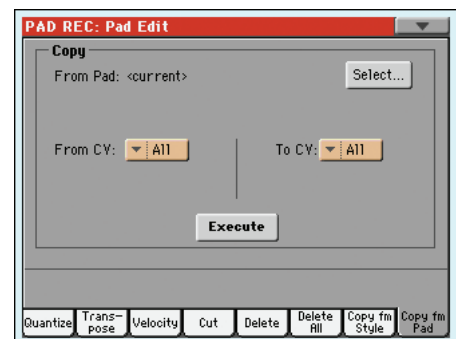 PAD REC: Pad Edit
Copy
From Pad: <current>
Select...
From CV: All
To CV: All
Execute
Quantize
Trans-
pose
Velocity
Cut
Delete
Delete
All
Copy fm
Style
Copy fm
Pad